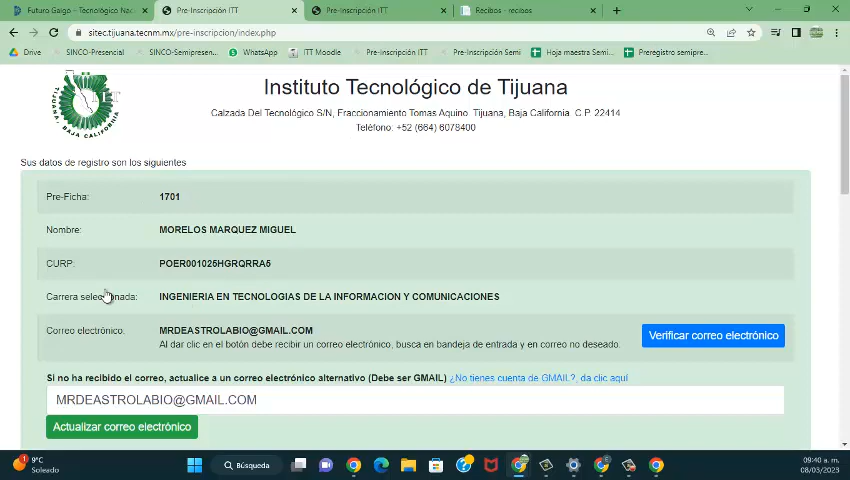 Futuro Galgo – Tecnológico Nac
Pre-Inscripción ITT
Pre-Inscripción ITT
Recibos - recibos
sitec.tijuana.tecnm.mx/pre-inscripcion/index.php
Drive SINCO-Presencial SINCO-Semipresen... WhatsApp ITT Moodle Pre-Inscripción ITT Pre-Inscripción Semi Hoja maestra Semi... Preregistro semipre...
Instituto Tecnológico de Tijuana
Calzada Del Tecnológico S/N, Fraccionamiento Tomas Aquino. Tijuana, Baja California. C.P. 22414
Teléfono: +52 (664) 6078400
TIJUANA, BAJA CALIFORNIA
Sus datos de registro son los siguientes
Pre-Ficha: 1701
Nombre: MORELOS MARQUEZ MIGUEL
CURP: POER001025HGRQRRA5
Carrera seleccionada: INGENIERIA EN TECNOLOGIAS DE LA INFORMACION Y COMUNICACIONES
Correo electrónico: MRDEASTROLABIO@GMAIL.COM
Al dar clic en el botón debe recibir un correo electrónico, busca en bandeja de entrada y en correo no deseado.
Verificar correo electrónico
Si no ha recibido el correo, actualice a un correo electrónico alternativo (Debe ser GMAIL) ¿No tienes cuenta de GMAIL?, da clic aquí
MRDEASTROLABIO@GMAIL.COM
Actualizar correo electrónico
9°C
Soleado
Búsqueda
09:40 a. m.
08/03/2023